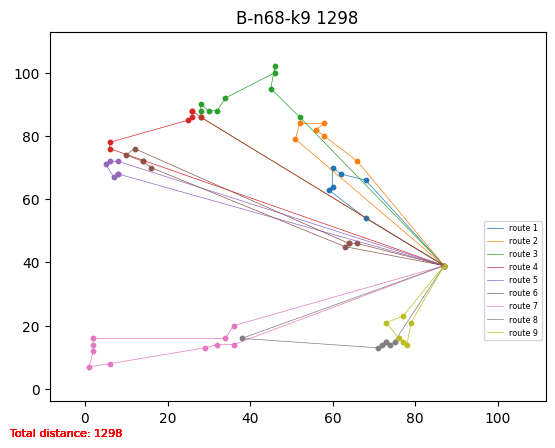 B-n68-k9 1298
100
80
60
40
20
0
0
20
40
60
80
100
route 1
route 2
route 3
route 4
route 5
route 6
route 7
route 8
route 9
Total distance: 1298